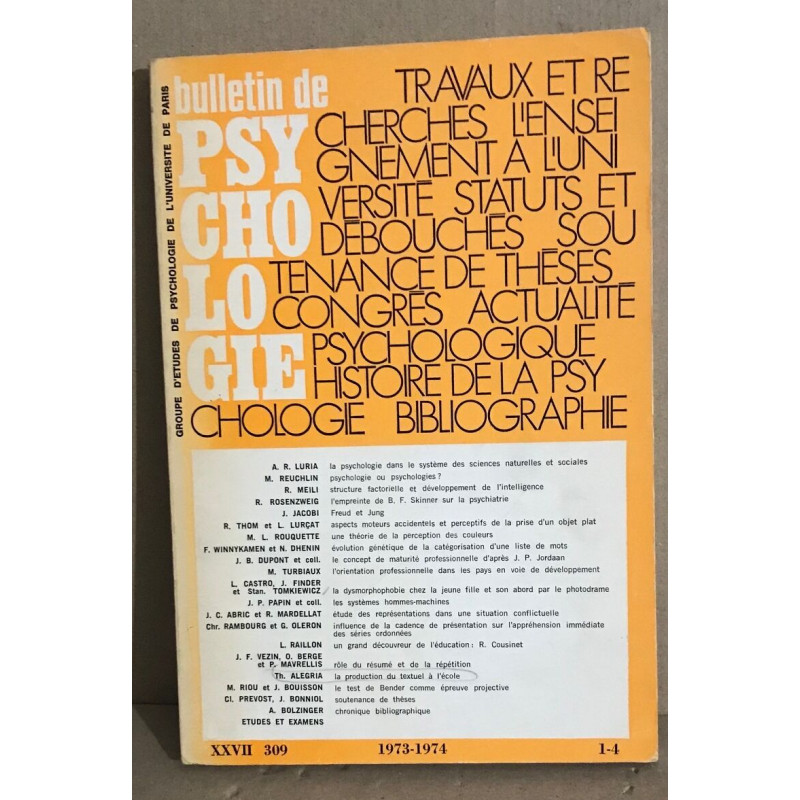 GROUPE D'ETUDES DE PSYCHOLOGIE DE L'UNIVERSITE DE PARIS
bulletin de
PSY
CHO
LO
GIE
TRAVAUX ET RE
CHERCHES L'ENSEI
GNEMENT A L'UNI
VERSITÉ STATUTS ET
DÉBOUCHÉS SOU
TENANCE DE THÈSES
CONGRÈS ACTUALITÉ
PSYCHOLOGIQUE
HISTOIRE DE LA PSY
CHOLOGIE BIBLIOGRAPHIE
A. R. LURIA la psychologie dans le système des sciences naturelles et sociales
M. REUCHLIN psychologie ou psychologies ?
R. MEILI structure factorielle et développement de l'intelligence
R. ROSENZWEIG l'empreinte de B. F. Skinner sur la psychiatrie
J. JACOBI Freud et Jung
R. THOM et L. LURÇAT aspects moteurs accidentels et perceptifs de la prise d'un objet plat
M. L. ROUQUETTE une théorie de la perception des couleurs
F. WINNYKAMEN et N. DHENIN évolution génétique de la catégorisation d'une liste de mots
J. B. DUPONT et coll. le concept de maturité professionnelle d'après J. P. Jordaan
M. TURBIAUX l'orientation professionnelle dans les pays en voie de développement
L. CASTRO, J. FINDER
et Stan. TOMKIEWICZ la dysmorphophobie chez la jeune fille et son abord par le photodrame
J. P. PAPIN et coll. les systèmes hommes-machines
J. C. ABRIC et R. MARDELLAT étude des représentations dans une situation conflictuelle
Chr. RAMBOURG et G. OLERON influence de la cadence de présentation sur l'appréhension immédiate
des séries ordonnées
L. RAILLON un grand découvreur de l'éducation : R. Cousinet
J. F. VEZIN, O. BERGE
et P. MAVRELLIS rôle du résumé et de la répétition
Th. ALEGRIA la production du textuel à l'école
M. RIOU et J. BOUISSON le test de Bender comme épreuve projective
Cl. PREVOST, J. BONNIOL soutenance de thèses
A. BOLZINGER chronique bibliographique
ETUDES ET EXAMENS
XXVII 309 1973-1974 1-4